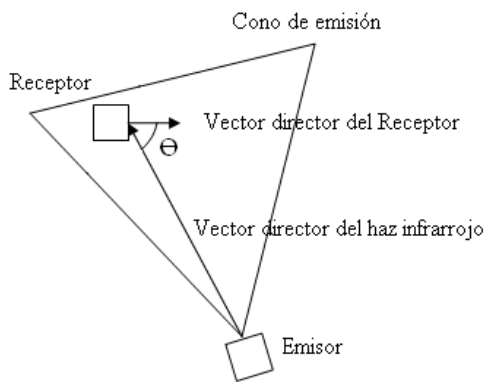 Cono de emisión
Receptor
Vector director del Receptor
Θ
Vector director del haz infrarrojo
Emisor